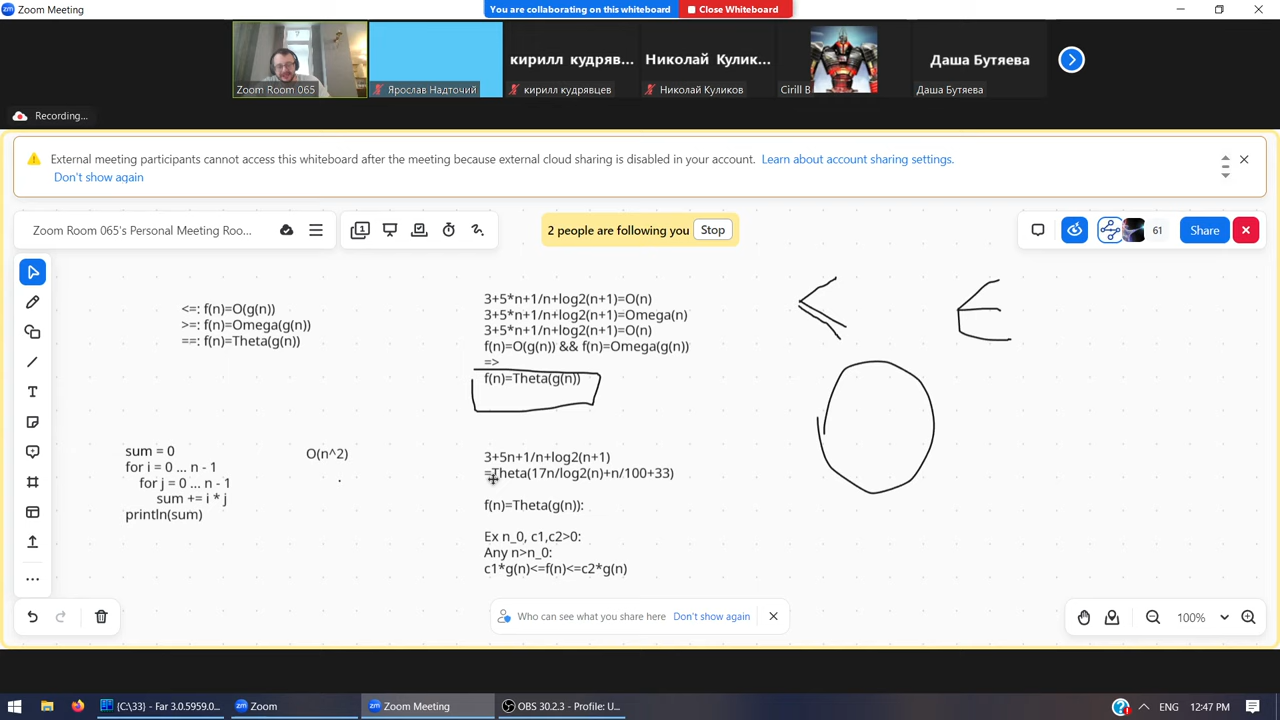 Zoom Meeting
You are collaborating on this whiteboard
Close Whiteboard
Zoom Room 065
Ярослав Надточий
кирилл кудряв...
кирилл кудрявцев
Николай Кулик...
Николай Куликов
Cirill B
Даша Бутяева
Даша Бутяева
Recording...
External meeting participants cannot access this whiteboard after the meeting because external cloud sharing is disabled in your account. Learn about account sharing settings.
Don't show again
Zoom Room 065's Personal Meeting Roo...
1
2 people are following you
Stop
61
Share
<=: f(n)=O(g(n))
>=: f(n)=Omega(g(n))
==: f(n)=Theta(g(n))
3+5*n+1/n+log2(n+1)=O(n)
3+5*n+1/n+log2(n+1)=Omega(n)
3+5*n+1/n+log2(n+1)=O(n)
f(n)=O(g(n)) && f(n)=Omega(g(n))
=>
f(n)=Theta(g(n))
sum = 0
for i = 0 ... n - 1
for j = 0 ... n - 1
sum += i * j
println(sum)
O(n^2)
.
3+5n+1/n+log2(n+1)
=Theta(17n/log2(n)+n/100+33)
f(n)=Theta(g(n)):
Ex n_0, c1,c2>0:
Any n>n_0:
c1*g(n)<=f(n)<=c2*g(n)
Who can see what you share here
Don't show again
100%
(C:\33) - Far 3.0.5959.0...
Zoom
Zoom Meeting
OBS 30.2.3 - Profile: U...
ENG
12:47 PM